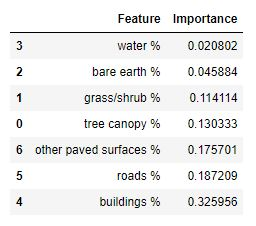 Feature Importance
3 water % 0.020802
2 bare earth % 0.045884
1 grass/shrub % 0.114114
0 tree canopy % 0.130333
6 other paved surfaces % 0.175701
5 roads % 0.187209
4 buildings % 0.325956